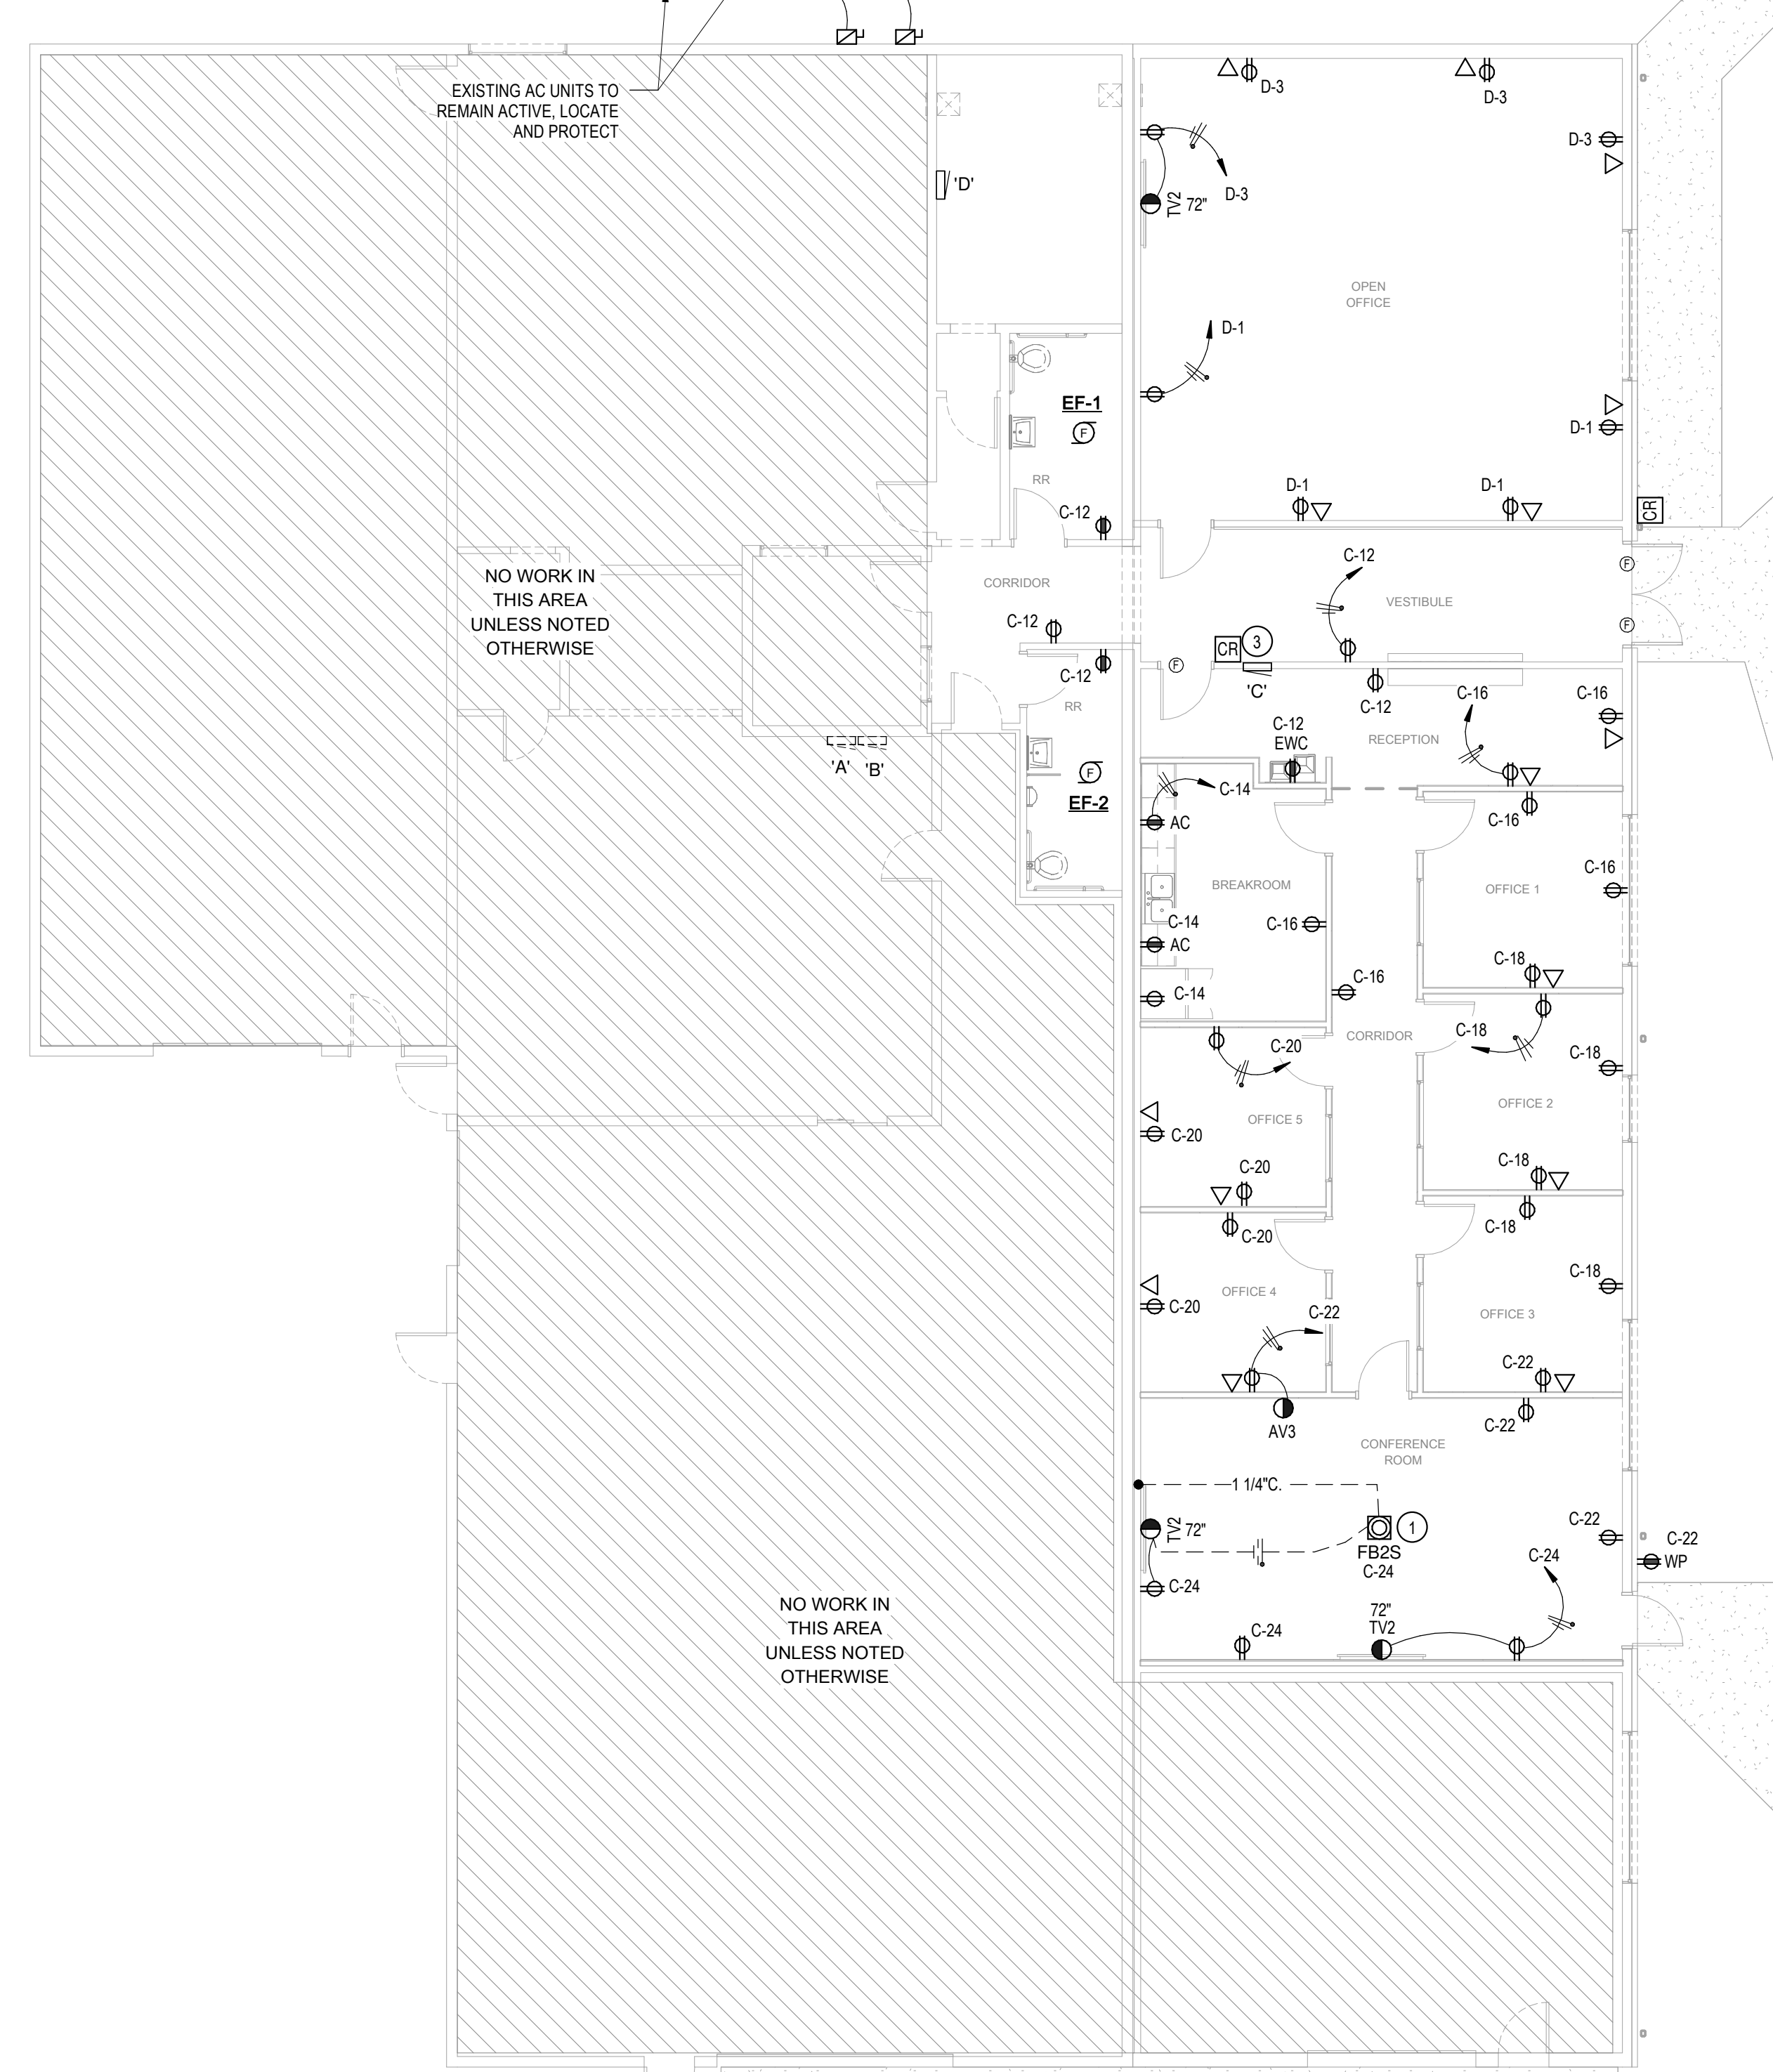 EXISTING AC UNITS TO
REMAIN ACTIVE, LOCATE
AND PROTECT
D-3
D-3
D-3
'D'
D-3
TV2
72"
OPEN
OFFICE
D-1
EF-1
F
D-1
RR
D-1
D-1
C-12
CR
NO WORK IN
THIS AREA
UNLESS NOTED
OTHERWISE
CORRIDOR
C-12
F
VESTIBULE
C-12
F
CR
3
F
C-12
RR
'C'
C-12
C-16
C-16
C-12
EWC
RECEPTION
'A'
'B'
F
EF-2
C-14
AC
C-16
BREAKROOM
OFFICE 1
C-16
C-14
AC
C-16
C-18
C-14
C-16
CORRIDOR
C-18
C-20
C-18
OFFICE 5
OFFICE 2
C-20
C-20
C-18
C-20
C-18
C-18
OFFICE 4
C-20
C-22
OFFICE 3
C-22
AV3
C-22
CONFERENCE
ROOM
1 1/4"C.
TV2
72"
1
FB2S
C-24
C-22
C-22
WP
C-24
C-24
72"
TV2
C-24
NO WORK IN
THIS AREA
UNLESS NOTED
OTHERWISE